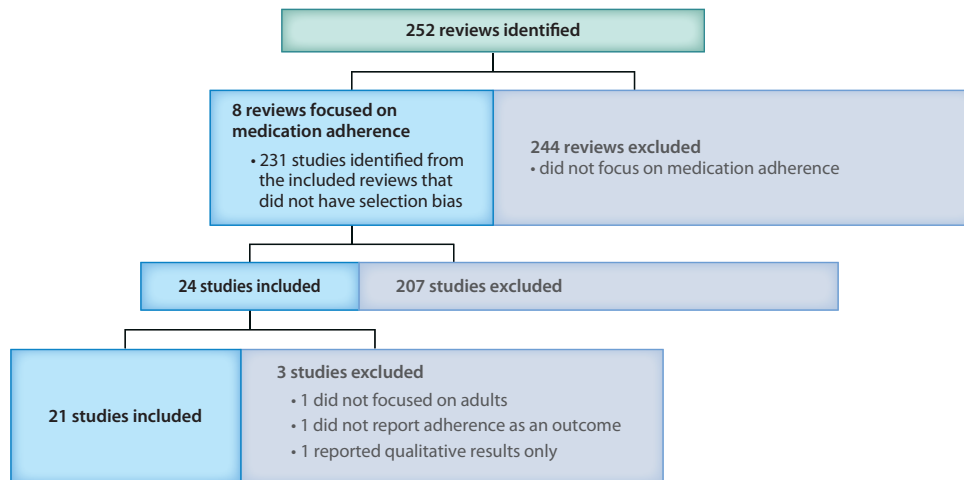 252 reviews identified
8 reviews focused on
medication adherence
• 231 studies identified from
the included reviews that
did not have selection bias
244 reviews excluded
• did not focus on medication adherence
24 studies included
207 studies excluded
21 studies included
3 studies excluded
• 1 did not focused on adults
• 1 did not report adherence as an outcome
• 1 reported qualitative results only